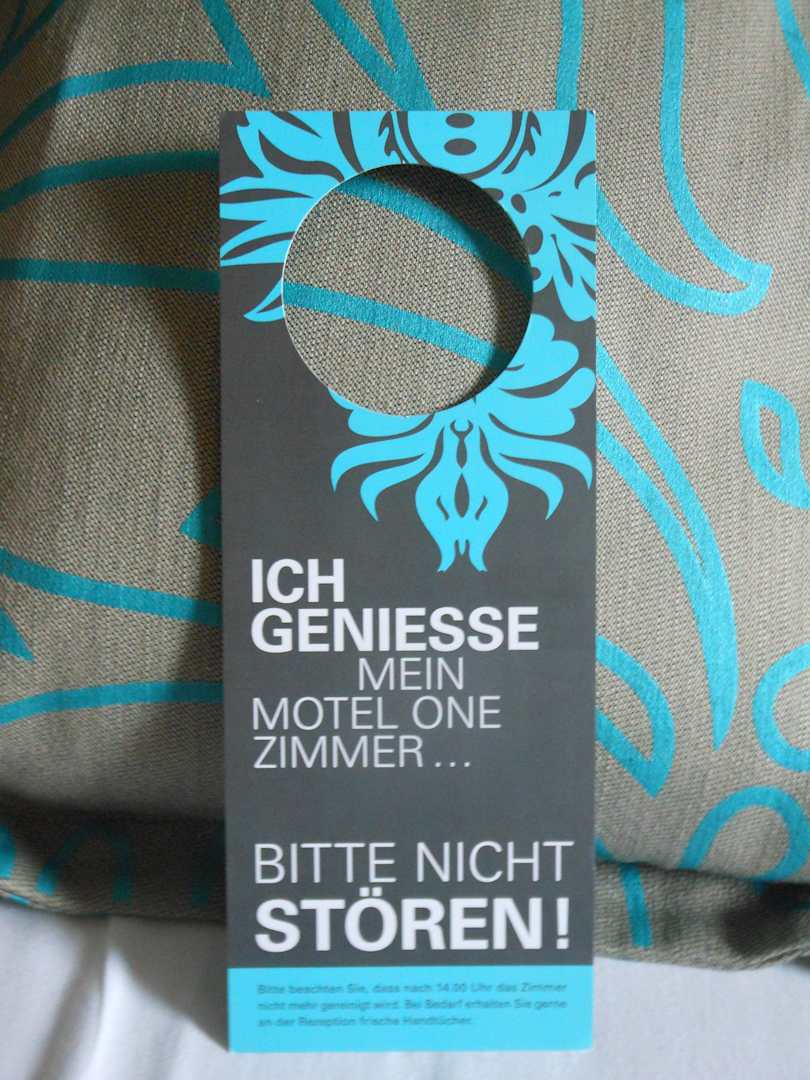 ICH
GENIESSE
MEIN
MOTEL ONE
ZIMMER...
BITTE NICHT
STÖREN!
Bitte beachten Sie, dass nach 14.00 Uhr das Zimmer
nicht mehr gereinigt wird. Bei Bedarf erhalten Sie gerne
an der Reception frische Handtücher.